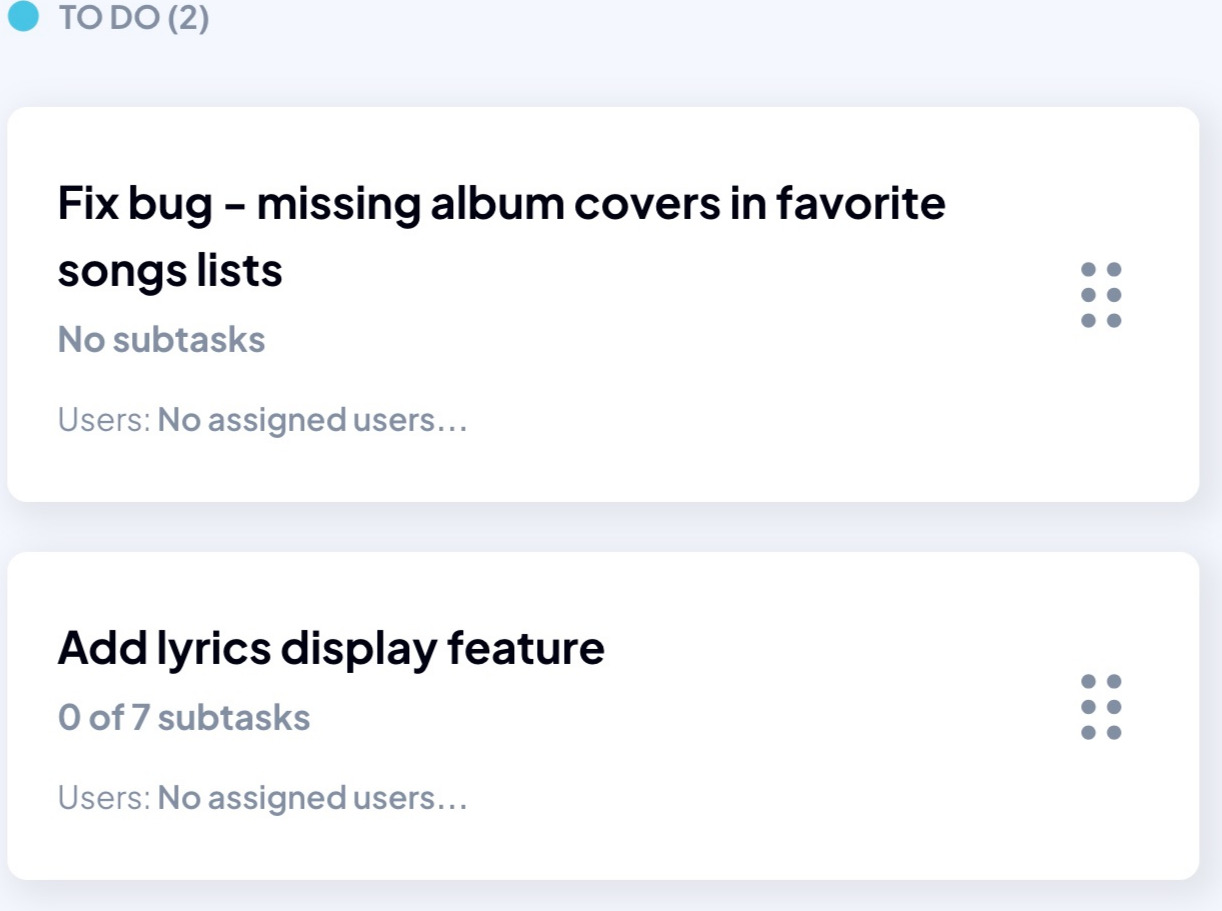 TO DO (2)
Fix bug – missing album covers in favorite
songs lists
No subtasks
Users: No assigned users...
Add lyrics display feature
0 of 7 subtasks
Users: No assigned users...